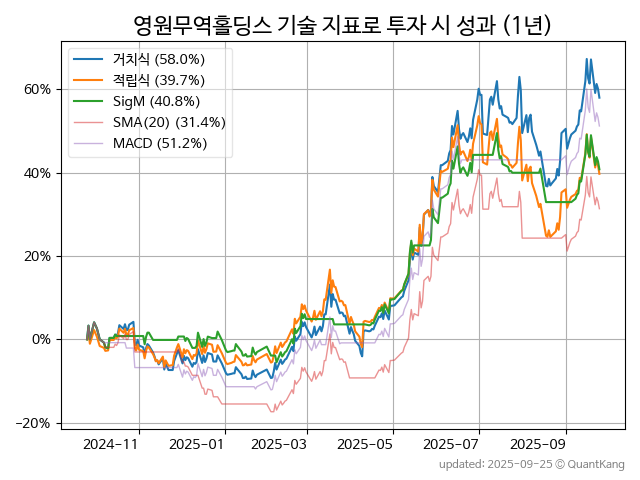 영원무역홀딩스 기술 지표로 투자 시 성과 (1년)
거치식 (58.0%)
적립식 (39.7%)
SigM (40.8%)
SMA(20) (31.4%)
MACD (51.2%)
60%
40%
20%
0%
−20%
2024-11 2025-01 2025-03 2025-05 2025-07 2025-09
updated: 2025-09-25 © QuantKang